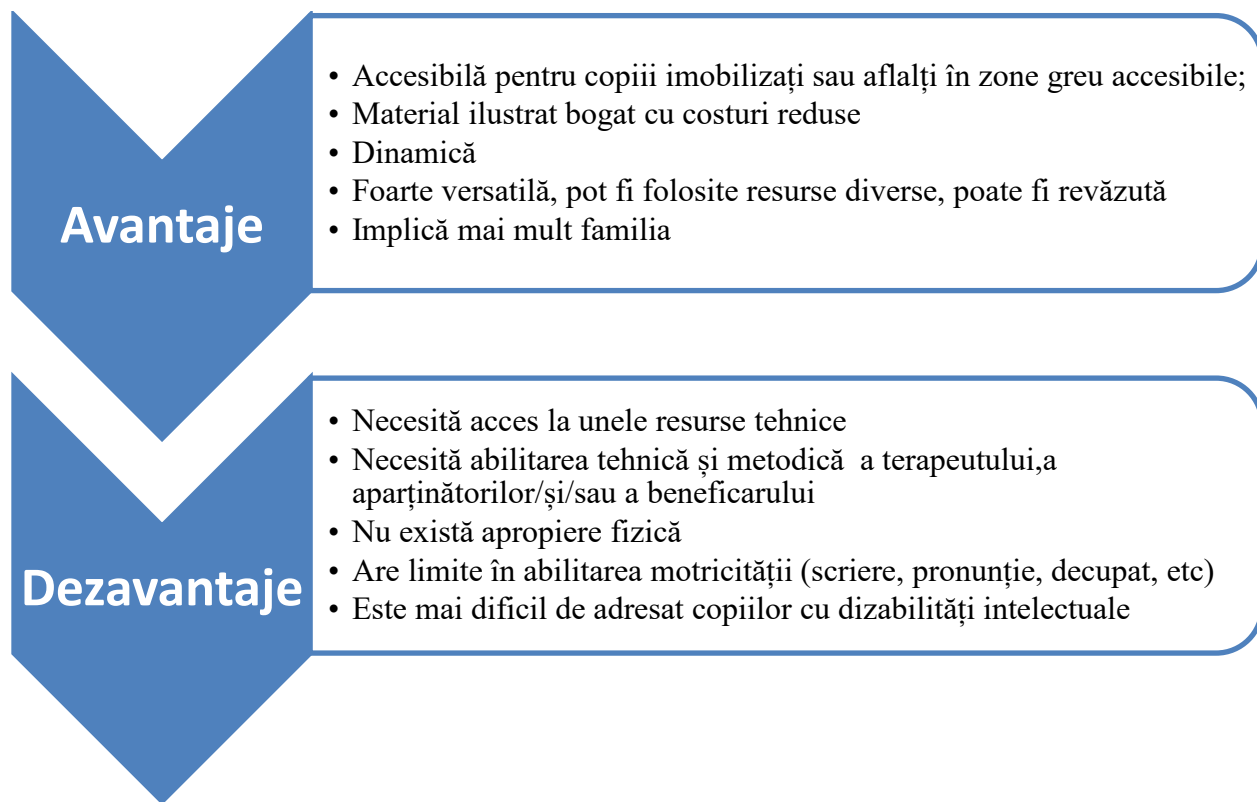 Avantaje
• Accesibilă pentru copiii imobilizați sau aflalți în zone greu accesibile;
• Material ilustrat bogat cu costuri reduse
• Dinamică
• Foarte versatilă, pot fi folosite resurse diverse, poate fi revăzută
• Implică mai mult familia
Dezavantaje
• Necesită acces la unele resurse tehnice
• Necesită abilitarea tehnică și metodică  a terapeutului,a
aparținătorilor/și/sau a beneficarului
• Nu există apropiere fizică
• Are limite în abilitarea motricității (scriere, pronunție, decupat, etc)
• Este mai dificil de adresat copiilor cu dizabilități intelectuale